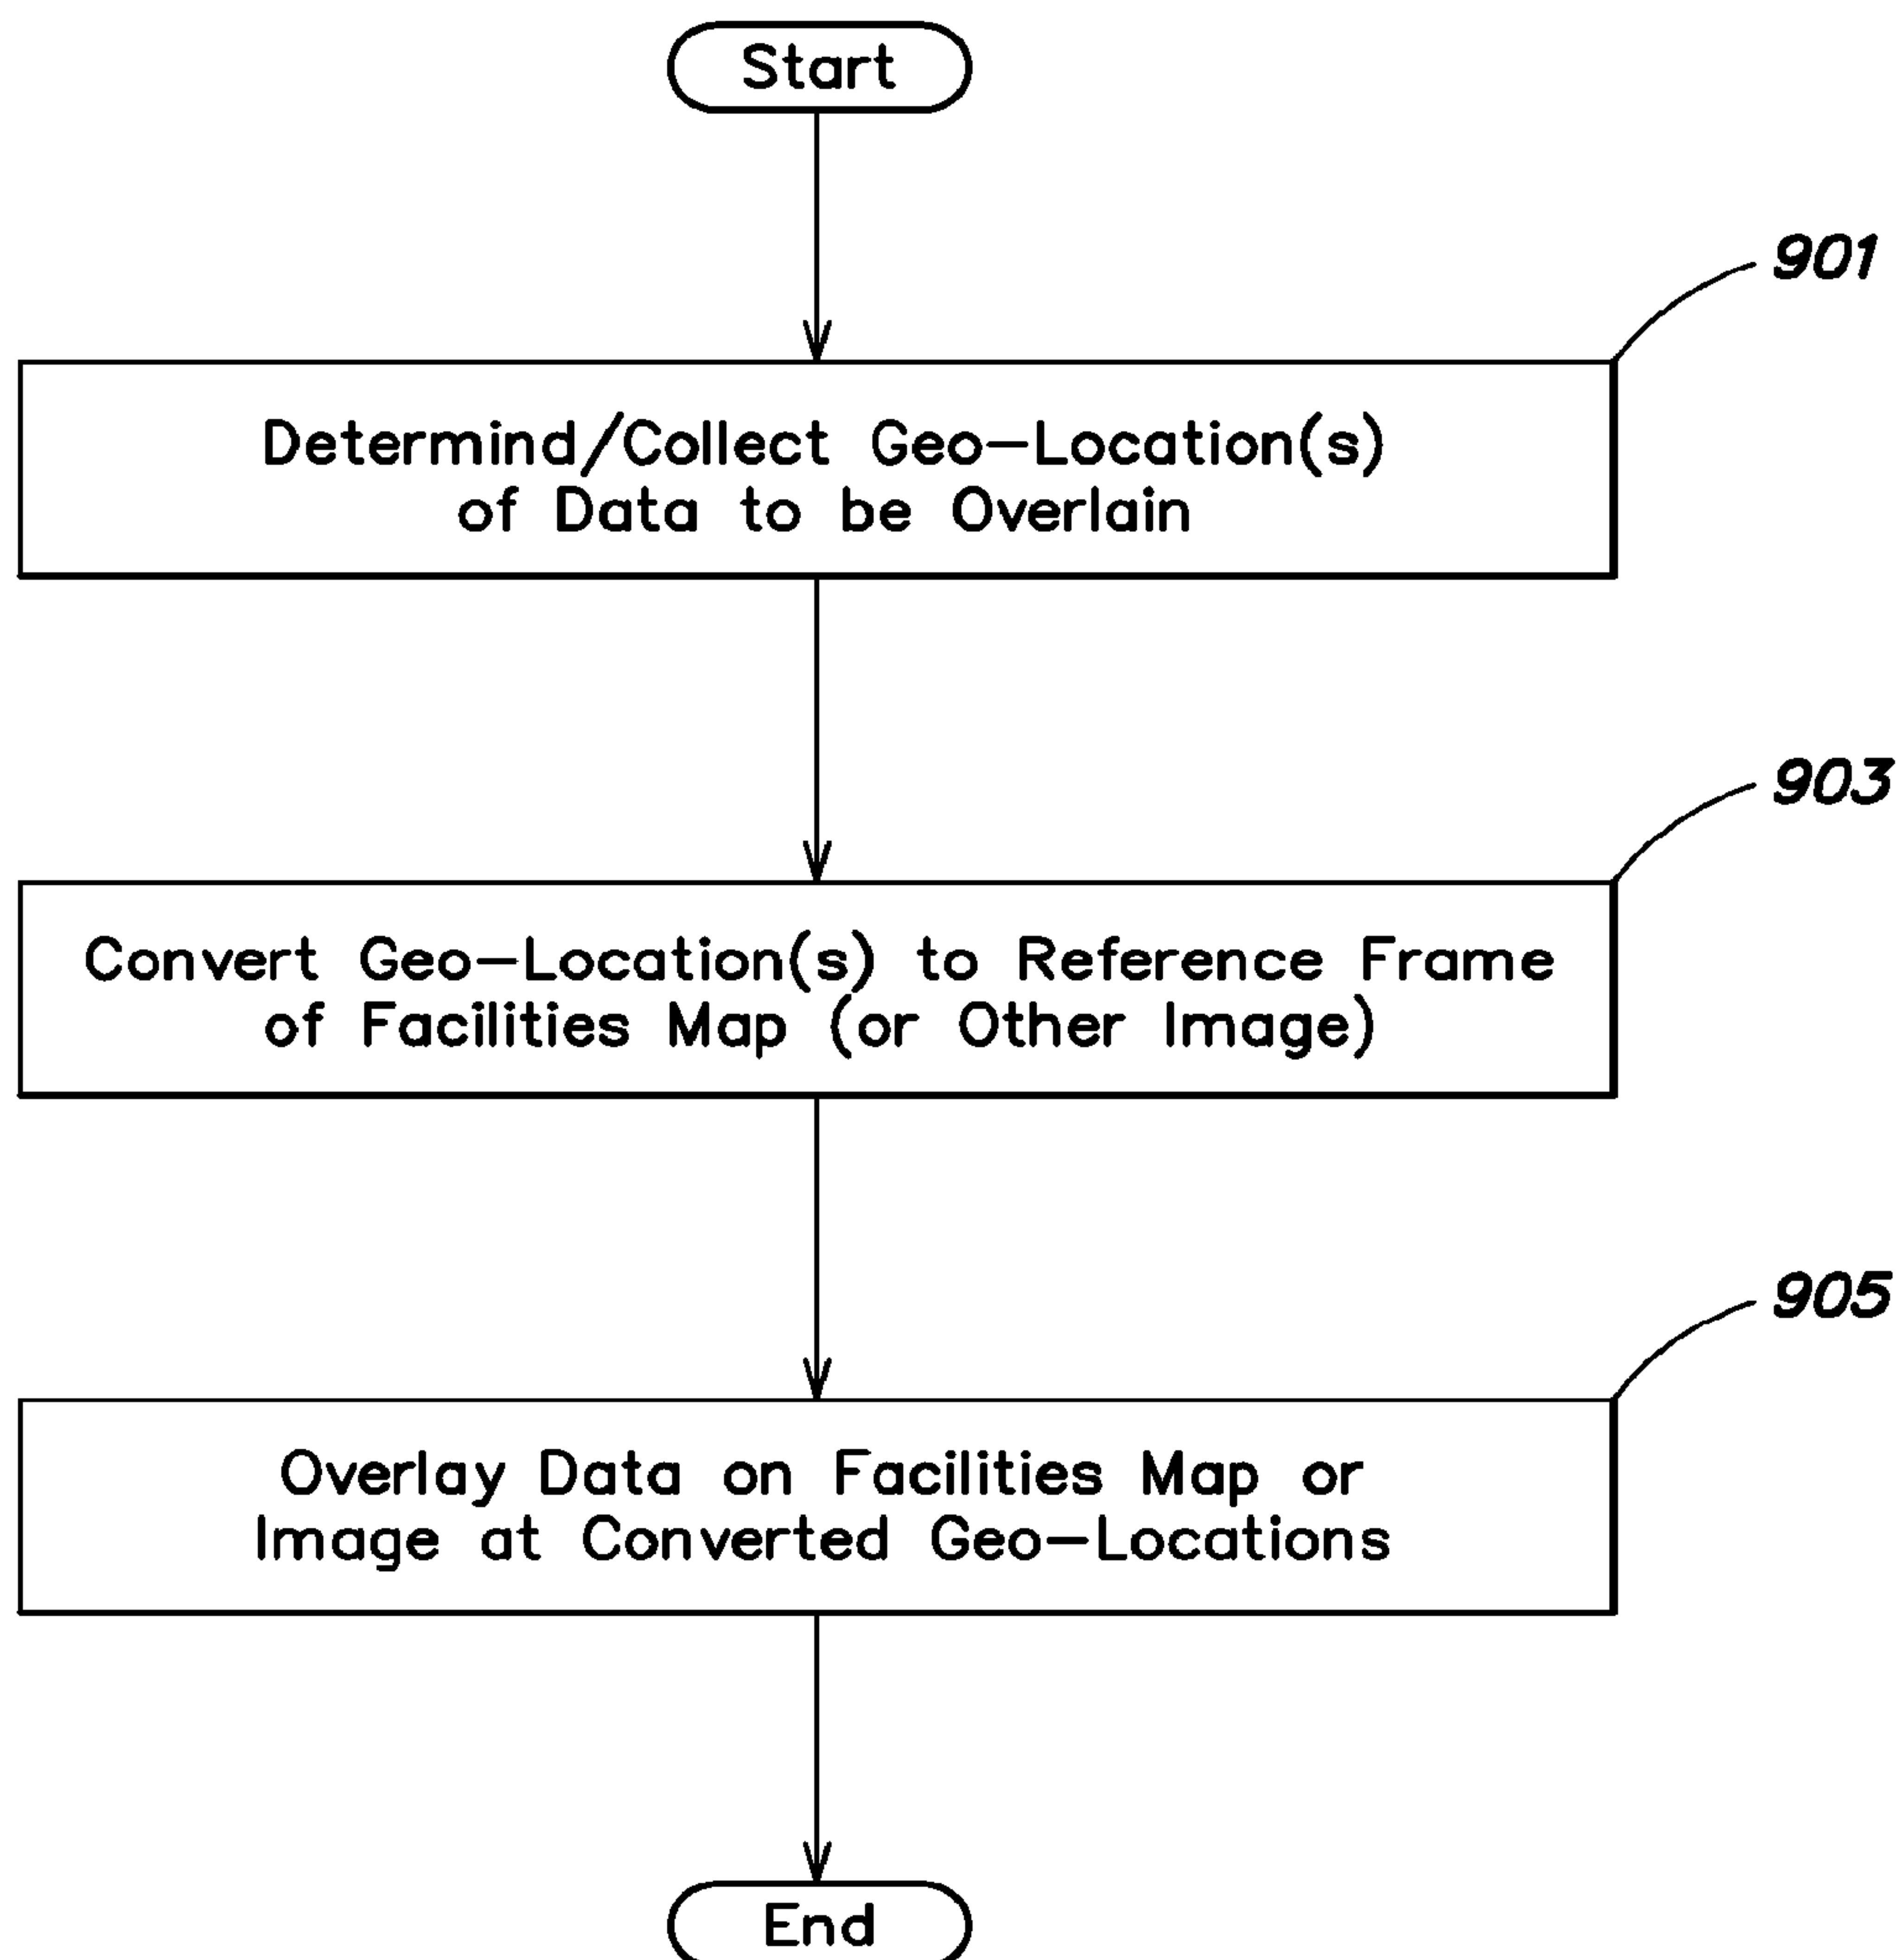 Start
901
Determind/Collect Geo-Location(s)
of Data to be Overlain
903
Convert Geo-Location(s) to Reference Frame
of Facilities Map (or Other Image)
905
Overlay Data on Facilities Map or
Image at Converted Geo-Locations
End